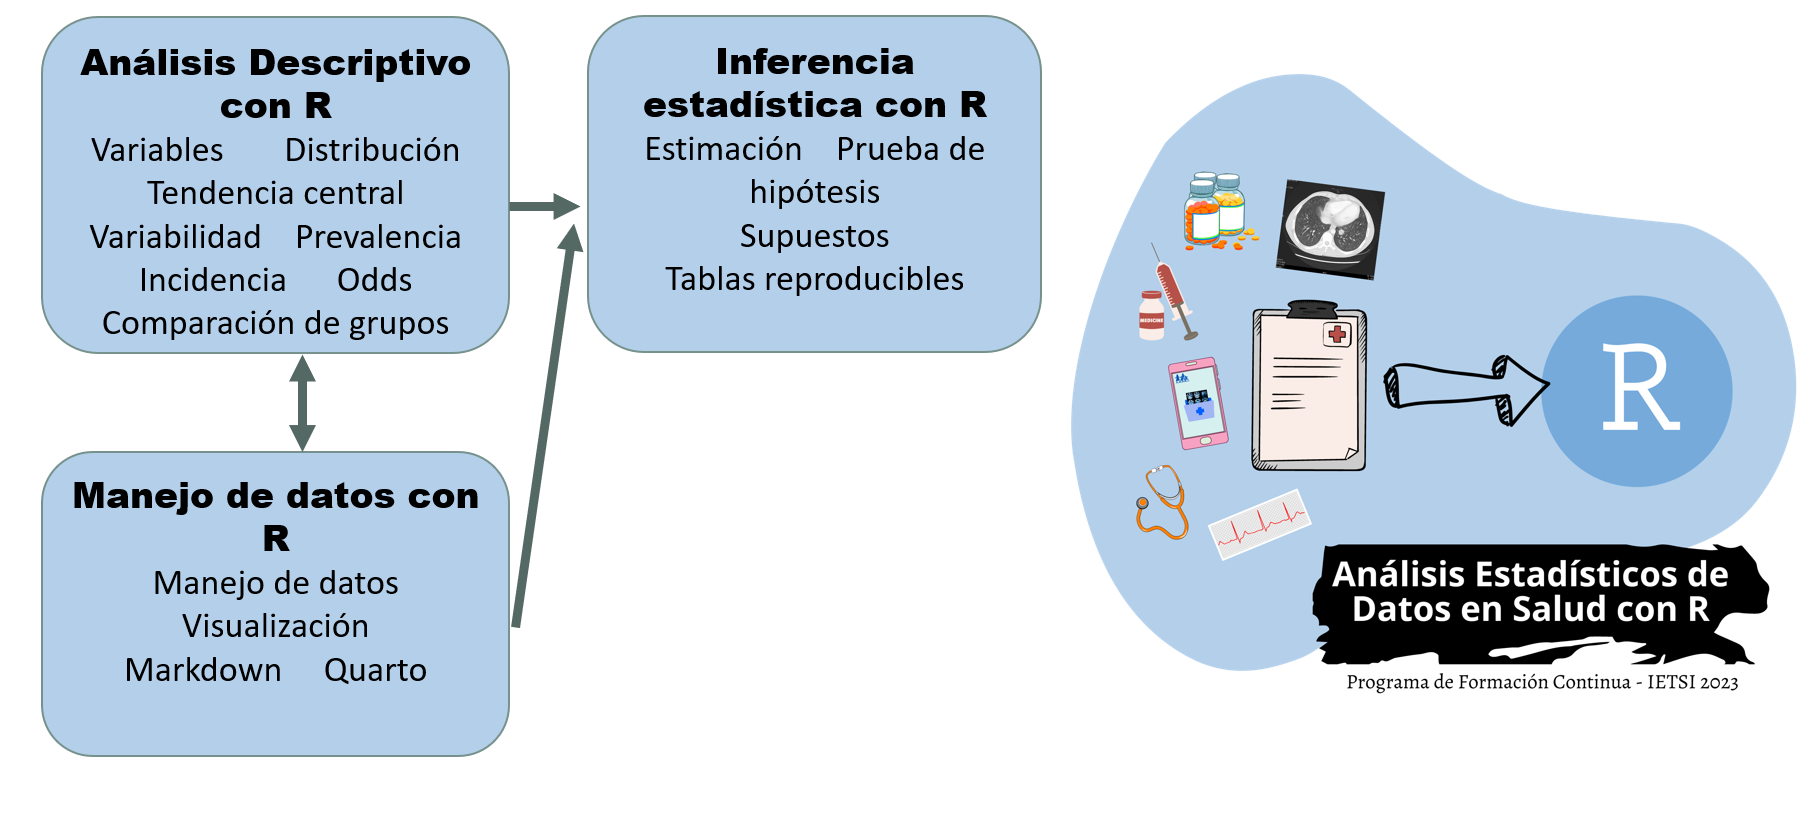 Análisis Descriptivo
con R
Variables Distribución
Tendencia central
Variabilidad Prevalencia
Incidencia Odds
Comparación de grupos
Inferencia
estadística con R
Estimación Prueba de
hipótesis
Supuestos
Tablas reproducibles
Manejo de datos con
R
Manejo de datos
Visualización
Markdown Quarto
MEDICINE
R
Análisis Estadísticos de
Datos en Salud con R
Programa de Formación Continua - IETSI 2023